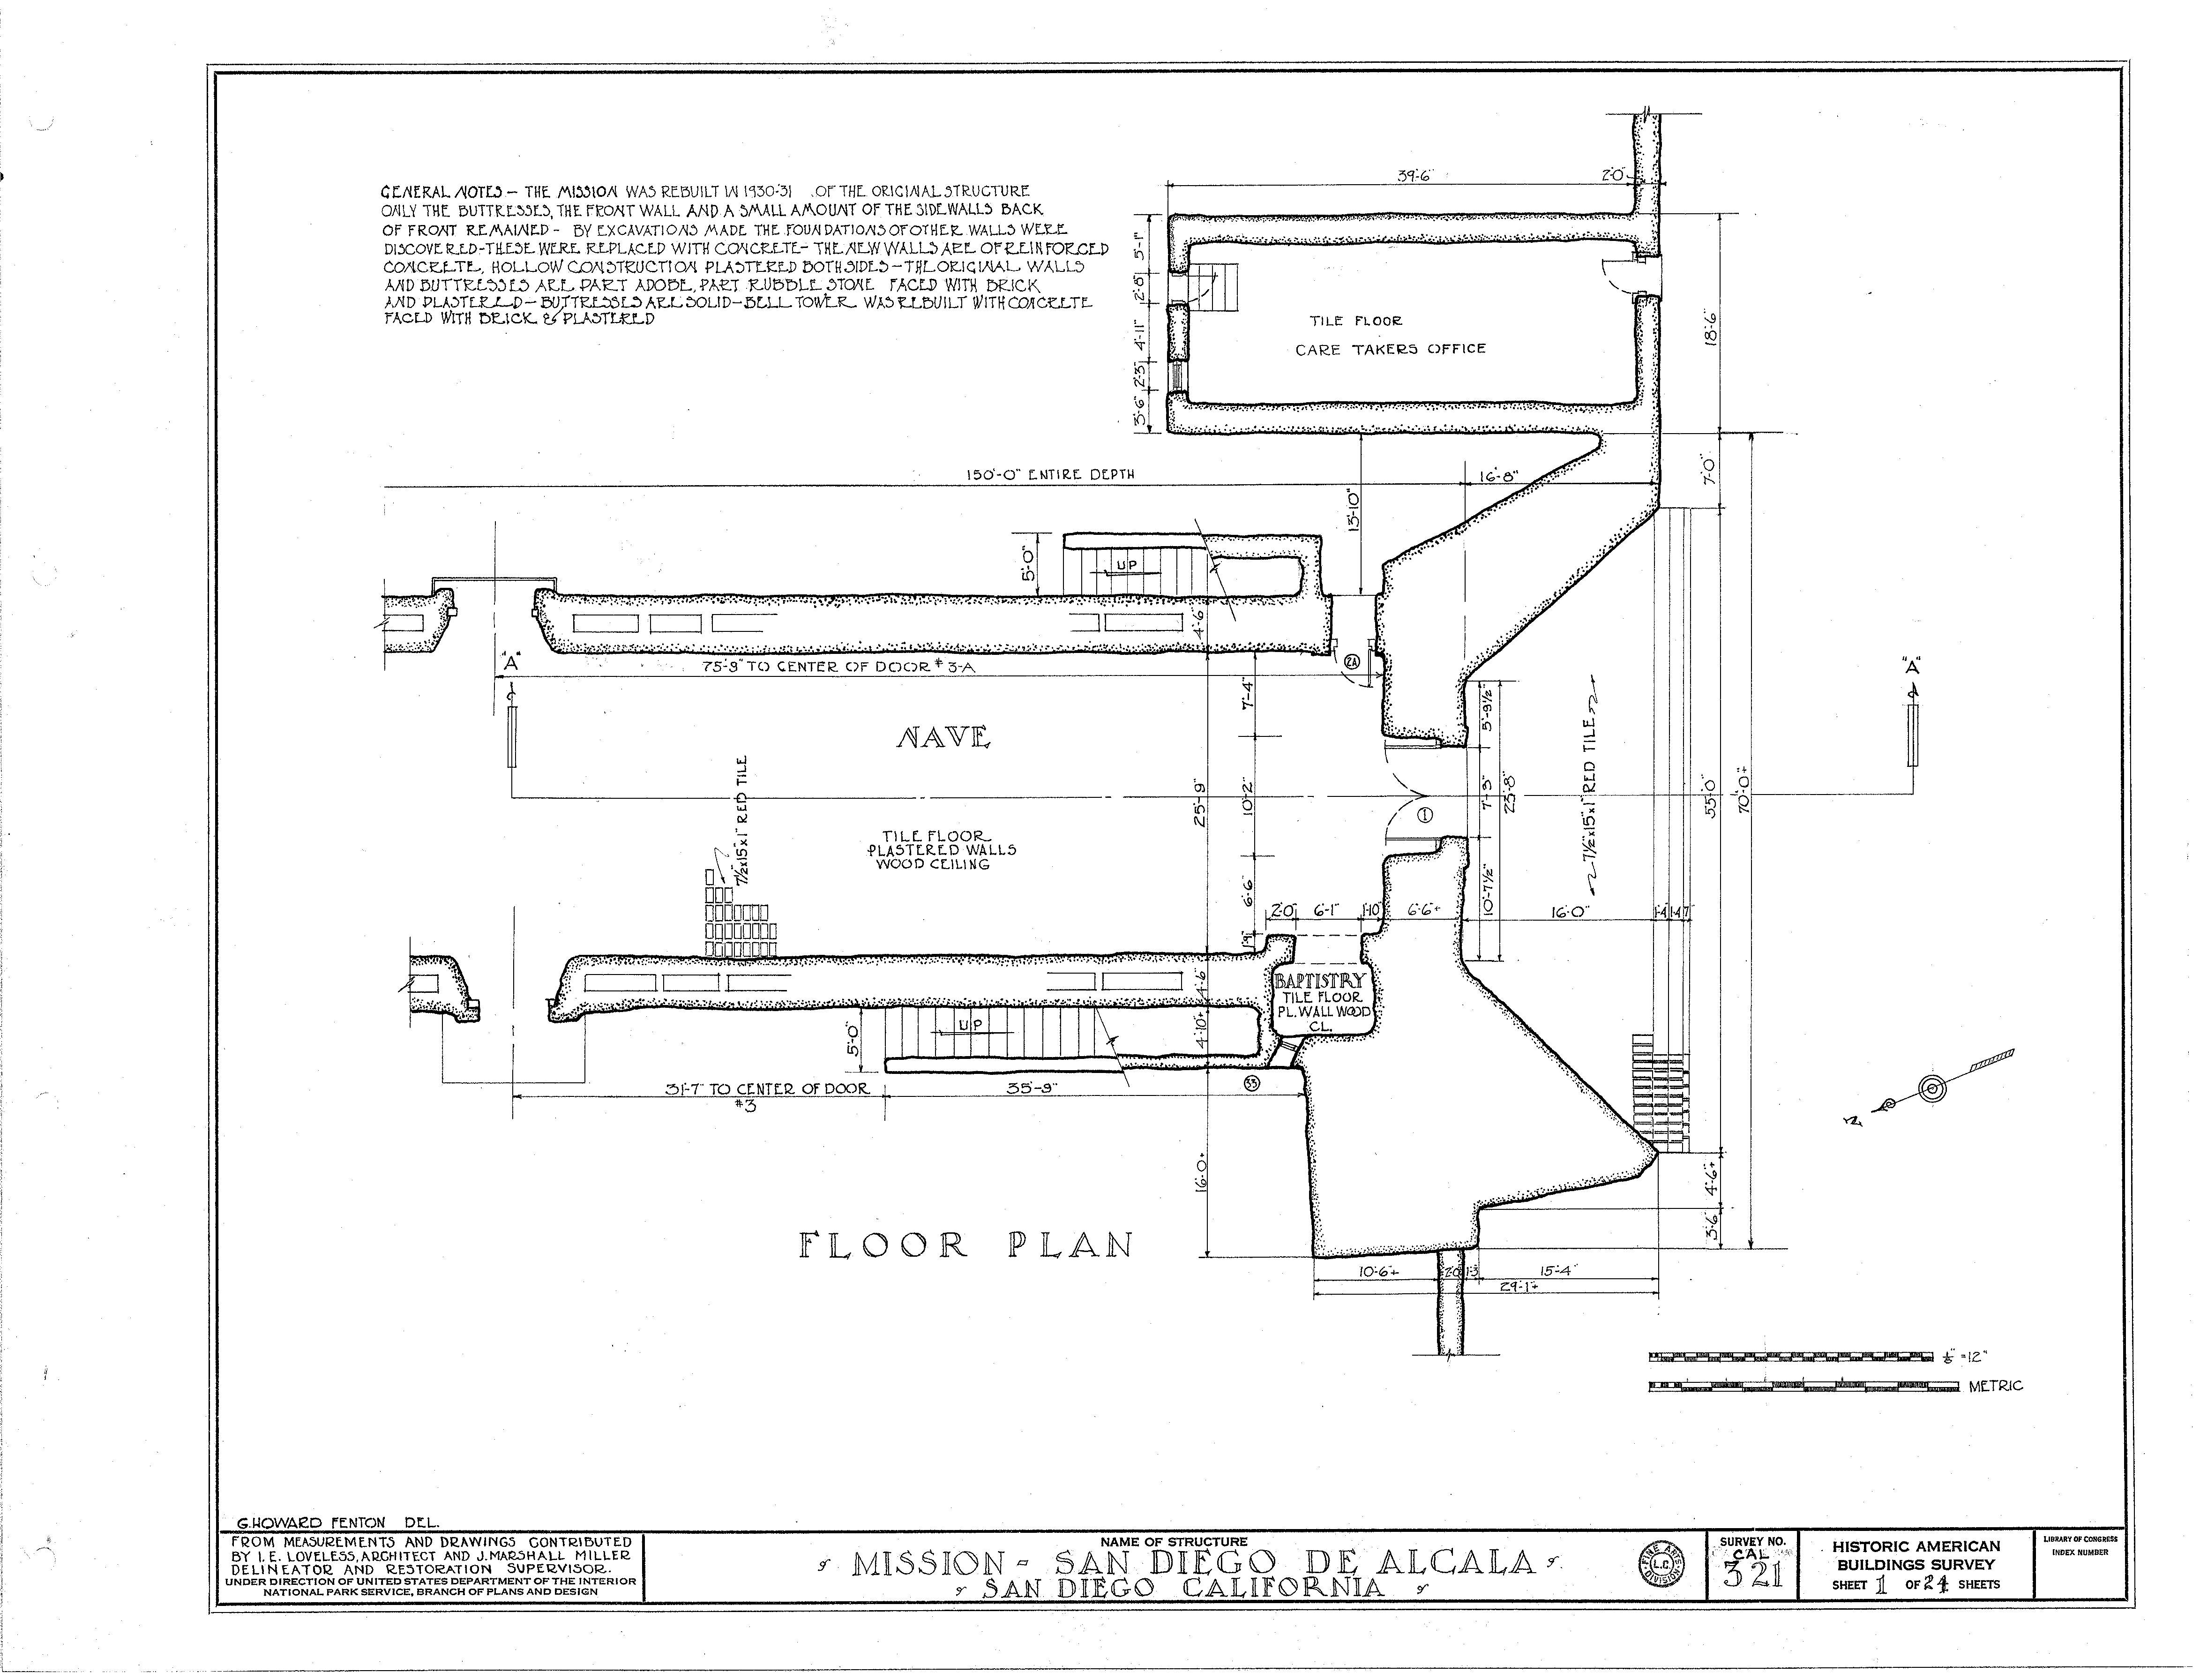 GENERAL NOTES — THE MISSION WAS REBUILT IN 1930-31 . OF THE ORIGINAL STRUCTURE
ONLY THE BUTTRESSES, THE FRONT WALL AND A SMALL AMOUNT OF THE SIDEWALLS BACK
OF FRONT REMAINED - BY EXCAVATIONS MADE THE FOUNDATIONS OF OTHER WALLS WERE
DISCOVERED-THESE WERE REPLACED WITH CONCRETE- THE NEW WALLS ARE OF REINFORCED
CONCRETE, HOLLOW CONSTRUCTION PLASTERED BOTH SIDES - THE ORIGINAL WALLS
AND BUTTRESSES ARE PART ADOBE, PART RUBBLE STONE FACED WITH BRICK
AND PLASTERED - BUTTRESSES ARE SOLID - BELL TOWER WAS REBUILT WITH CONCRETE
FACED WITH BRICK & PLASTERED
39'-6"
2'-0"
5'-1"
2'-8"
4'-11"
2'-3"
3'-6"
TILE FLOOR
CARE TAKERS OFFICE
18'-6"
150'-0" ENTIRE DEPTH
16'-8"
7'-0"
13'-10"
5'-0"
UP
4'-6"
"A"
75'-9" TO CENTER OF DOOR # 3-A
2A
"A"
NAVE
7'-4"
5'-9½"
7½"x15"x1" RED TILE
7½"x15"x1" RED TILE
25'-9"
10'-2"
7'-3"
23'-8"
55'-0"
70'-0"+
1
TILE FLOOR
PLASTERED WALLS
WOOD CEILING
6'-6"
10'-7½"
2'-0"
6'-1"
1'-10"
6'-6"+
16'-0"
1'-4"
1'-4"
7"
1'-9"
BAPTISTRY
TILE FLOOR
PL. WALL WOOD
CL.
4'-6"
UP
5'-0"
4'-10"+
31'-7" TO CENTER OF DOOR
#3
35'-9"
33
N
16'-0"+
4'-6"+
3'-6"
FLOOR PLAN
10'-6"+
2'-0"
1'-3"
15'-4"
29'-1"+
⅛" = 12"
METRIC
G. HOWARD FENTON DEL.
FROM MEASUREMENTS AND DRAWINGS CONTRIBUTED
BY I. E. LOVELESS, ARCHITECT AND J. MARSHALL MILLER
DELINEATOR AND RESTORATION SUPERVISOR.
UNDER DIRECTION OF UNITED STATES DEPARTMENT OF THE INTERIOR
NATIONAL PARK SERVICE, BRANCH OF PLANS AND DESIGN
NAME OF STRUCTURE
MISSION - SAN DIEGO DE ALCALA
SAN DIEGO CALIFORNIA
FINE ARTS
L.C.
DIVISION
SURVEY NO.
CAL
321
HISTORIC AMERICAN
BUILDINGS SURVEY
SHEET 1 OF 24 SHEETS
LIBRARY OF CONGRESS
INDEX NUMBER